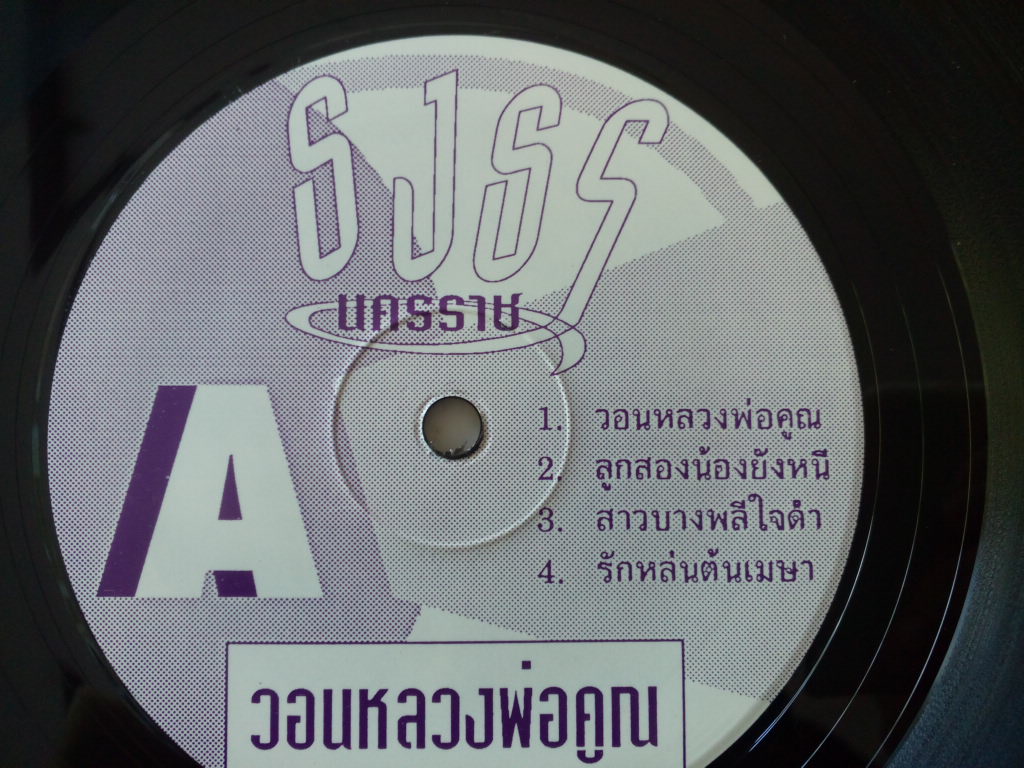 รJรร
นครราช
A
1. วอนหลวงพ่อคูณ
2. ลูกสองน้องยังหนี
3. สาวบางพลีใจดำ
4. รักหล่นต้นเมษา
วอนหลวงพ่อคูณ